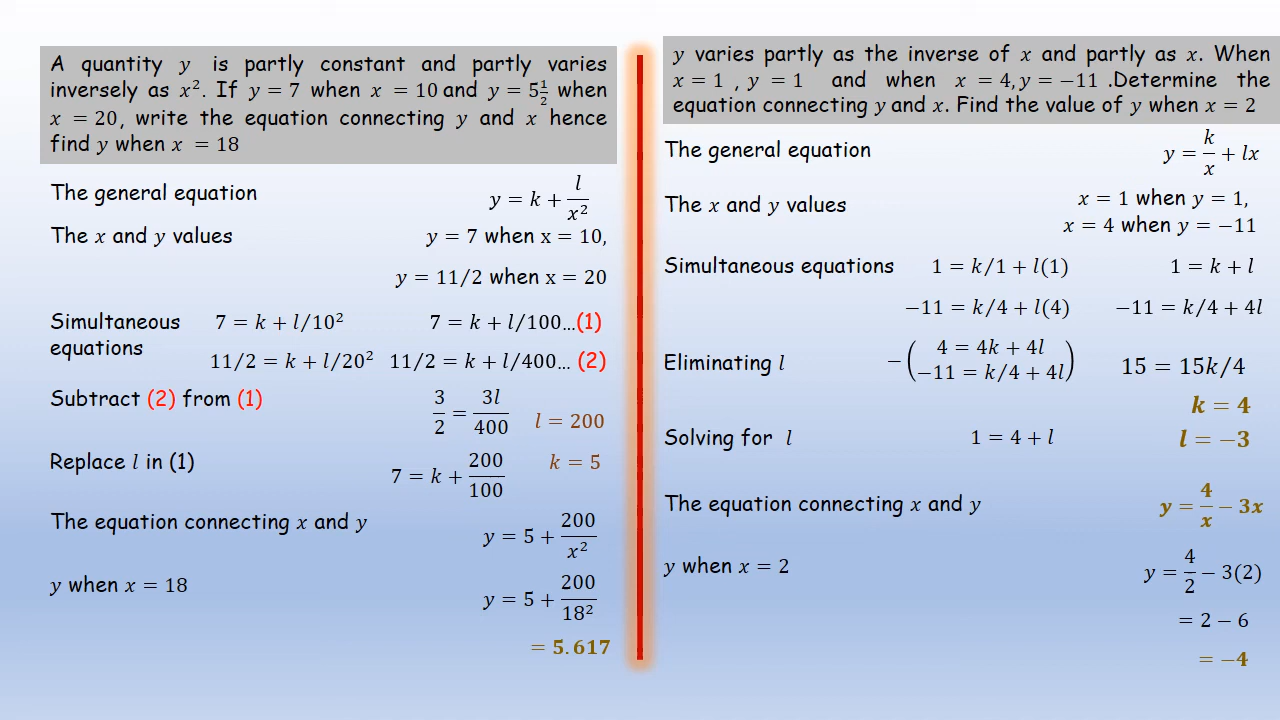 A quantity y is partly constant and partly varies
inversely as x². If y = 7 when x = 10 and y = 5½ when
x = 20, write the equation connecting y and x hence
find y when x = 18
The general equation y = k + l/x²
The x and y values y = 7 when x = 10,
y = 11/2 when x = 20
Simultaneous equations 7 = k + l/10² 7 = k + l/100…(1)
11/2 = k + l/20² 11/2 = k + l/400… (2)
Subtract (2) from (1) 3/2 = 3l/400 l = 200
Replace l in (1) 7 = k + 200/100 k = 5
The equation connecting x and y y = 5 + 200/x²
y when x = 18 y = 5 + 200/18²
= 5.617
y varies partly as the inverse of x and partly as x. When
x = 1 , y = 1 and when x = 4, y = −11 .Determine the
equation connecting y and x. Find the value of y when x = 2
The general equation y = k/x + lx
The x and y values x = 1 when y = 1,
x = 4 when y = −11
Simultaneous equations 1 = k/1 + l(1) 1 = k + l
−11 = k/4 + l(4) −11 = k/4 + 4l
Eliminating l −( 4 = 4k + 4l
−11 = k/4 + 4l ) 15 = 15k/4
k = 4
Solving for l 1 = 4 + l l = −3
The equation connecting x and y y = 4/x − 3x
y when x = 2 y = 4/2 − 3(2)
= 2 − 6
= −4